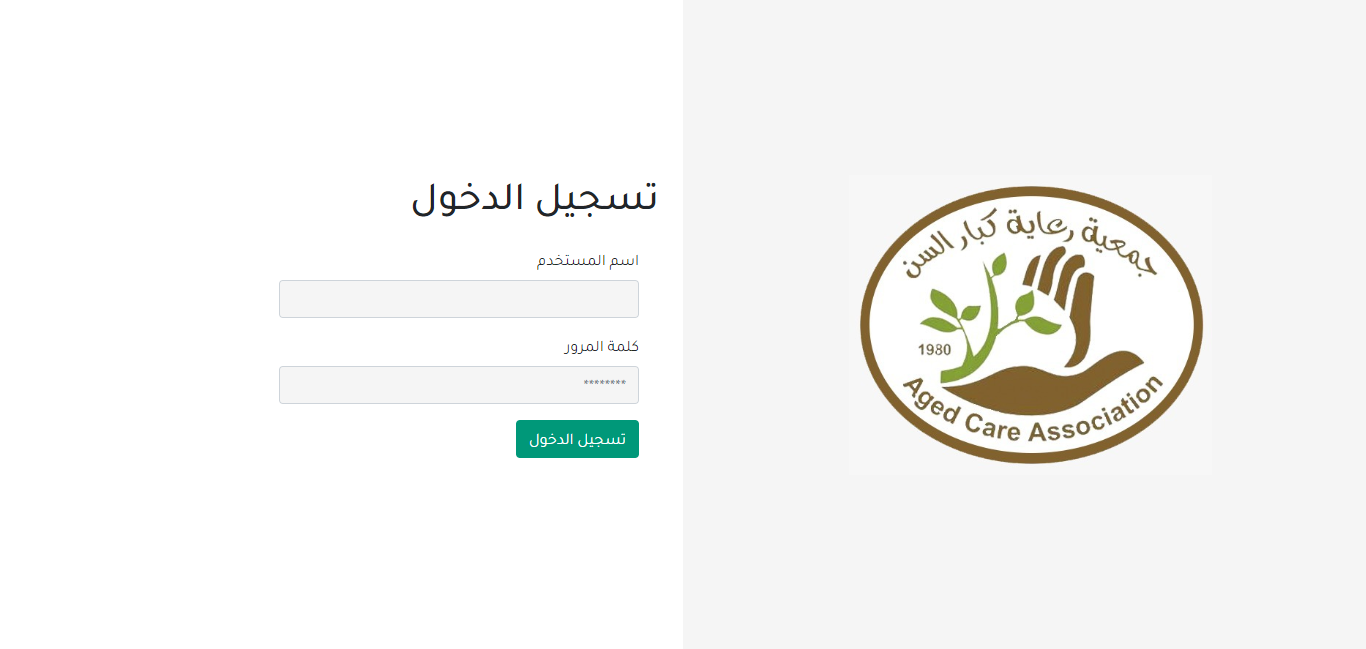 جمعية رعاية كبار السن
1980
Aged Care Association
تسجيل الدخول
اسم المستخدم
كلمة المرور
********
تسجيل الدخول